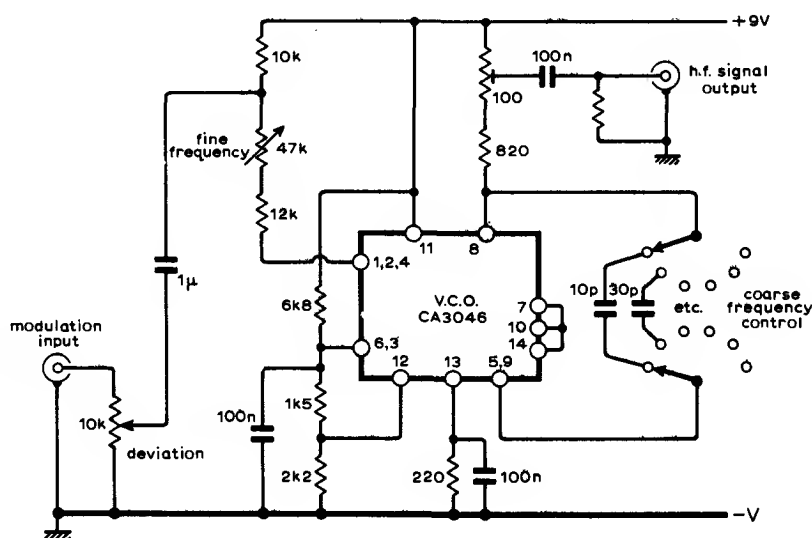 +9V
10k
100n
h.f. signal
output
100
fine
frequency
47k
820
12k
11
8
1,2,4
1µ
V.C.O.
CA3046
7
10
14
10p
30p
etc.
coarse
frequency
control
modulation
input
6k8
6,3
12
13
5,9
10k
deviation
100n
1k5
2k2
220
100n
-V